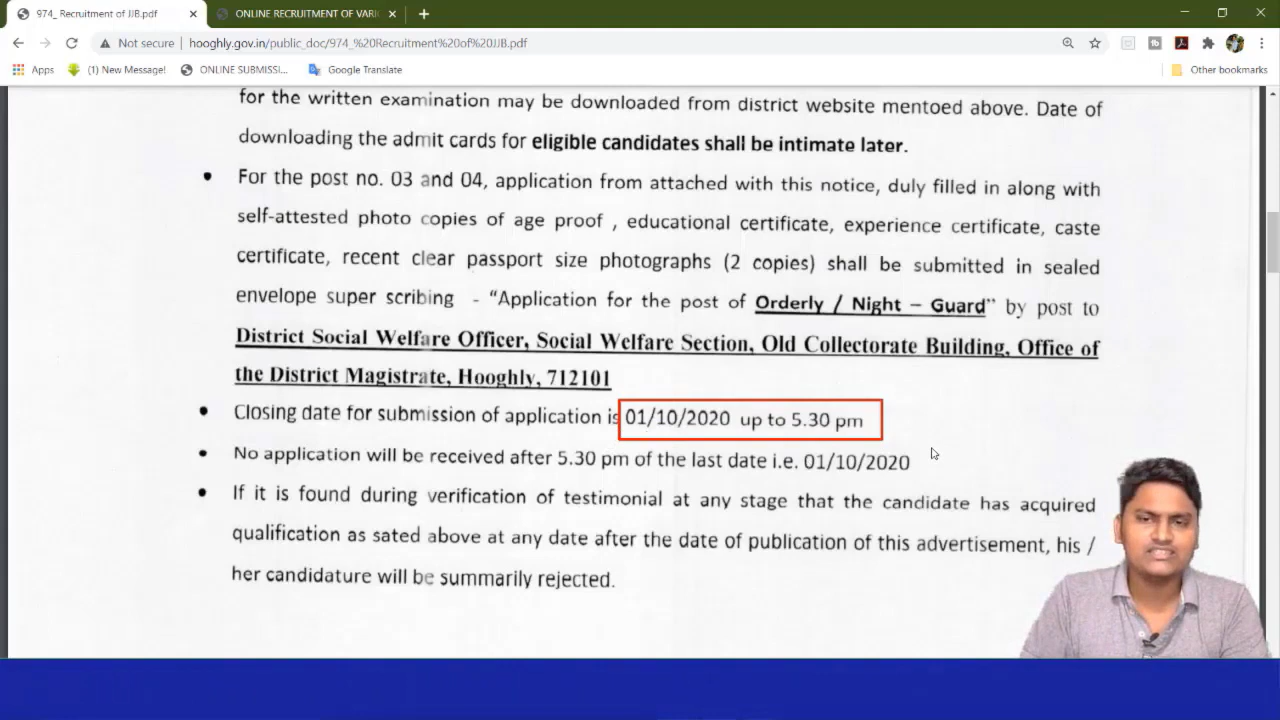 974_ Recruitment of JJB.pdf
ONLINE RECRUITMENT OF VARI
Not secure | hooghly.gov.in/public_doc/974_%20Recruitment%20of%20JJB.pdf
Apps (1) New Message! ONLINE SUBMISSI... Google Translate Other bookmarks
for the written examination may be downloaded from district website mentoed above. Date of
downloading the admit cards for eligible candidates shall be intimate later.
• For the post no. 03 and 04, application from attached with this notice, duly filled in along with
self-attested photo copies of age proof , educational certificate, experience certificate, caste
certificate, recent clear passport size photographs (2 copies) shall be submitted in sealed
envelope super scribing - “Application for the post of Orderly / Night – Guard” by post to
District Social Welfare Officer, Social Welfare Section, Old Collectorate Building, Office of
the District Magistrate, Hooghly, 712101
• Closing date for submission of application is 01/10/2020 up to 5.30 pm
• No application will be received after 5.30 pm of the last date i.e. 01/10/2020
• If it is found during verification of testimonial at any stage that the candidate has acquired
qualification as sated above at any date after the date of publication of this advertisement, his /
her candidature will be summarily rejected.